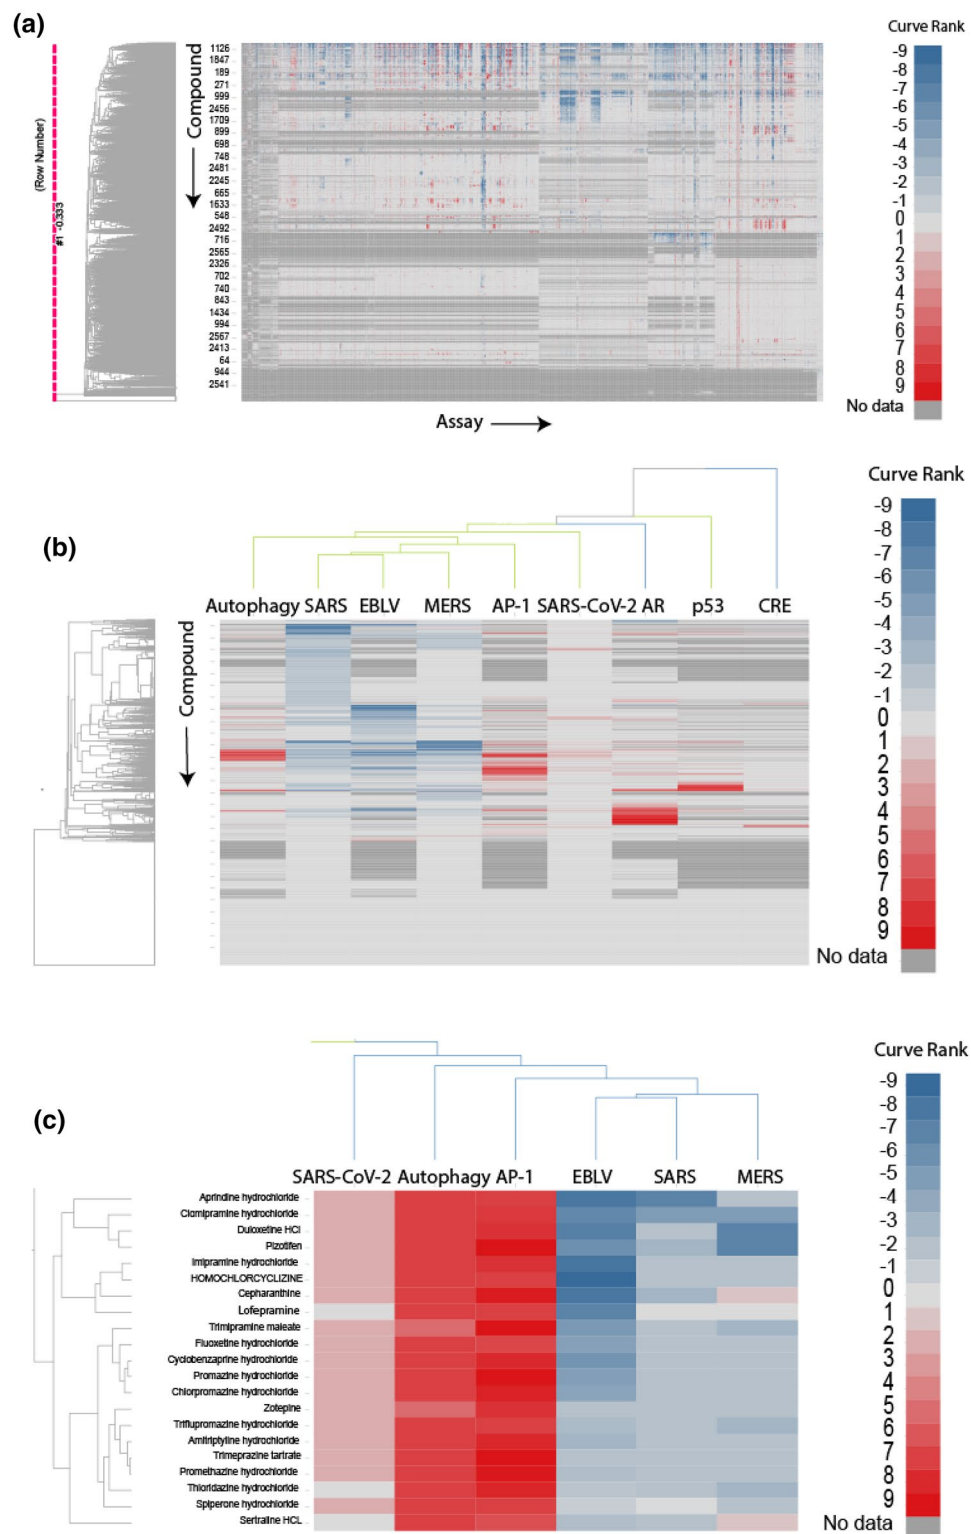 (a)
Curve Rank
(Row Number)
#1 -0.333
Compound
1126
1847
189
271
999
2456
1709
899
698
748
2481
2245
665
1633
548
2492
716
2565
2326
702
740
843
1434
994
2567
2413
64
944
2541
-9
-8
-7
-6
-5
-4
-3
-2
-1
0
1
2
3
4
5
6
7
8
9
No data
Assay
(b)
Curve Rank
Autophagy SARS EBLV MERS AP-1 SARS-CoV-2 AR p53 CRE
Compound
-9
-8
-7
-6
-5
-4
-3
-2
-1
0
1
2
3
4
5
6
7
8
9
No data
(c)
Curve Rank
SARS-CoV-2 Autophagy AP-1 EBLV SARS MERS
Aprindine hydrochloride
Clomipramine hydrochloride
Duloxetine HCl
Pizotifen
Imipramine hydrochloride
HOMOCHLORCYCLIZINE
Cepharanthine
Lofepramine
Trimipramine maleate
Fluoxetine hydrochloride
Cyclobenzaprine hydrochloride
Promazine hydrochloride
Chlorpromazine hydrochloride
Zotepine
Triflupromazine hydrochloride
Amitriptyline hydrochloride
Trimeprazine tartrate
Promethazine hydrochloride
Thioridazine hydrochloride
Spiperone hydrochloride
Sertraline HCL
-9
-8
-7
-6
-5
-4
-3
-2
-1
0
1
2
3
4
5
6
7
8
9
No data